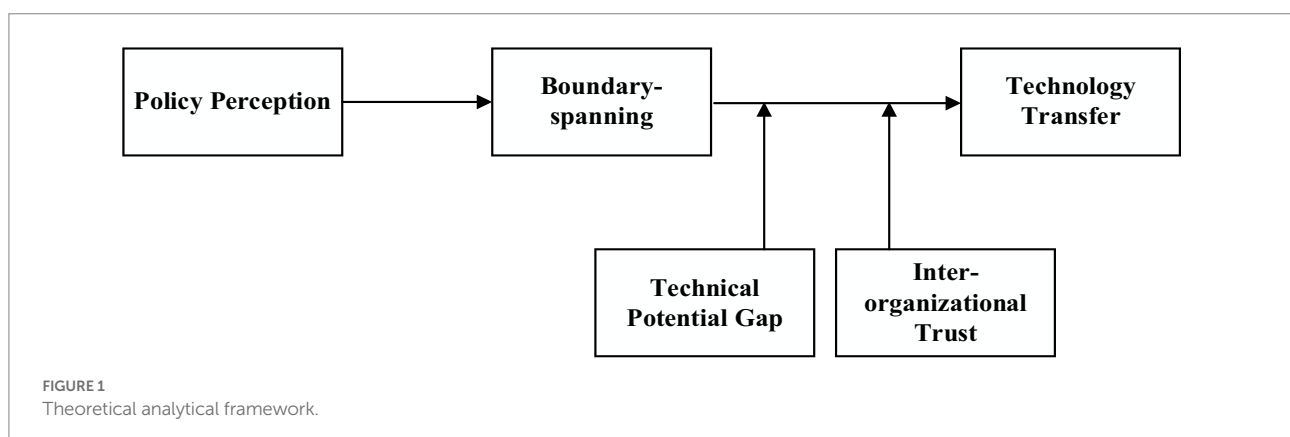 Policy Perception
Boundary-
spanning
Technology
Transfer
Technical
Potential Gap
Inter-
organizational
Trust
FIGURE 1
Theoretical analytical framework.